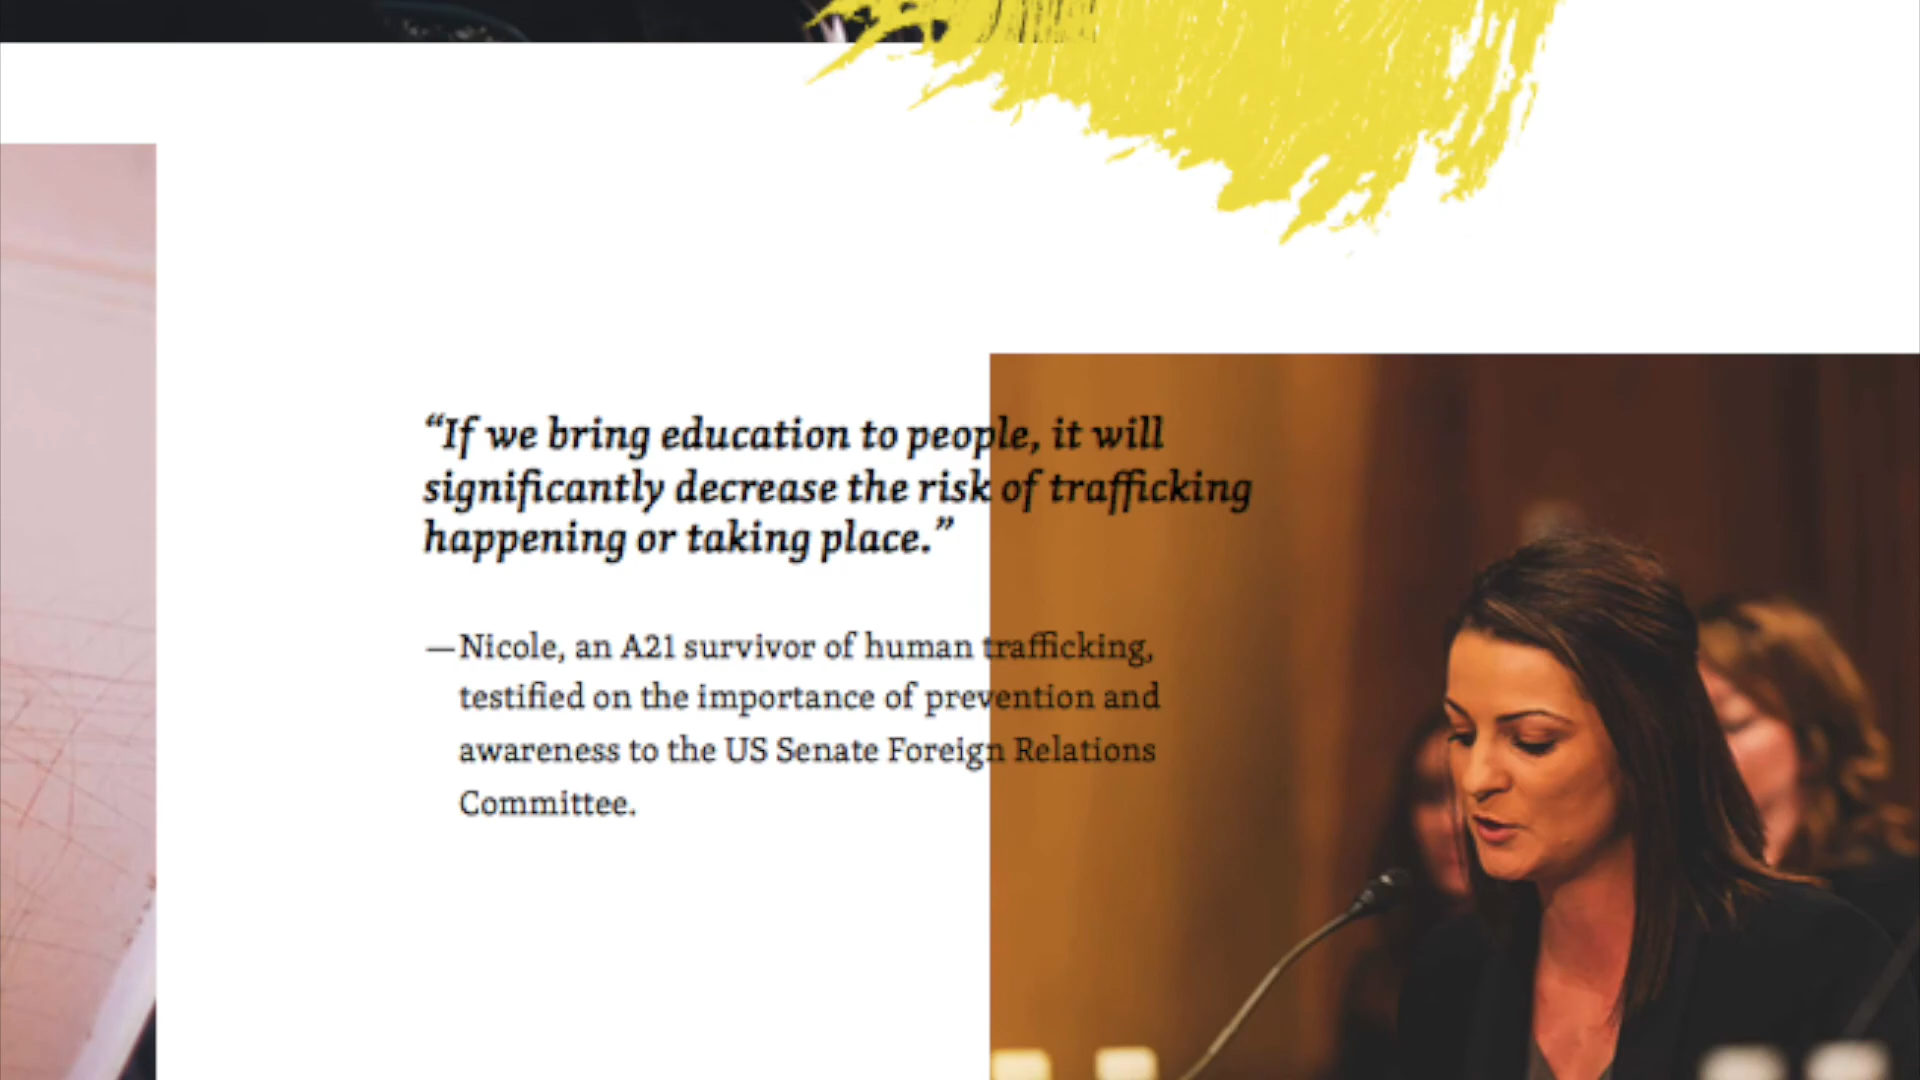 “If we bring education to people, it will
significantly decrease the risk of trafficking
happening or taking place.”
—Nicole, an A21 survivor of human trafficking,
testified on the importance of prevention and
awareness to the US Senate Foreign Relations
Committee.